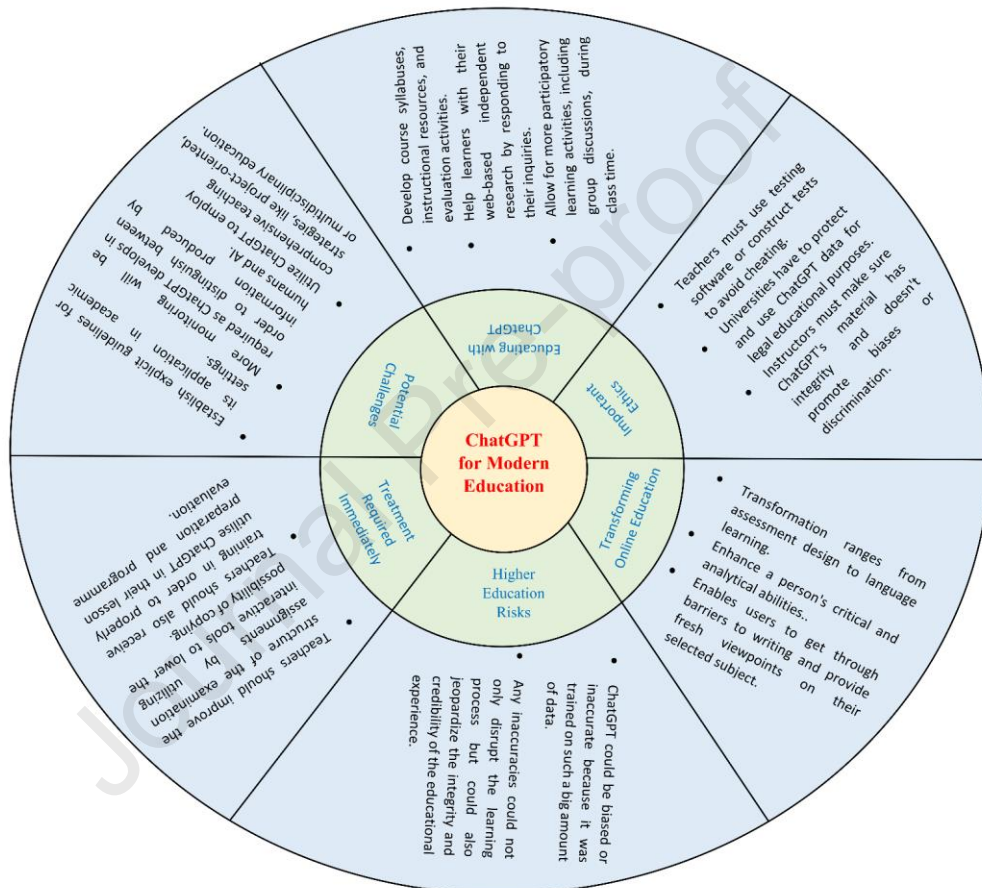 ChatGPT
for Modern
Education
Educating with
ChatGPT
• Develop course syllabuses,
instructional resources, and
evaluation activities.
• Help learners with their
web-based independent
research by responding to
their inquiries.
• Allow for more participatory
learning activities, including
group discussions, during
class time.
Important
Ethics
• Teachers must use testing
software or construct tests
to avoid cheating.
• Universities have to protect
and use ChatGPT data for
legal educational purposes.
• Instructors must make sure
ChatGPT's material has
integrity and doesn't
promote biases or
discrimination.
Transforming
Online Education
• Transformation ranges from
assessment design to language
learning.
• Enhance a person's critical and
analytical abilities..
• Enables users to get through
barriers to writing and provide
fresh viewpoints on their
selected subject.
Higher
Education
Risks
• ChatGPT could be biased or
inaccurate because it was
trained on such a big amount
of data.
• Any inaccuracies could not
only disrupt the learning
process but could also
jeopardize the integrity and
credibility of the educational
experience.
Treatment
Required
Immediately
• Teachers should improve the
structure of the examination
assignments by utilizing
interactive tools to lower the
possibility of copying.
• Teachers should also receive
training in order to properly
utilise ChatGPT in their lesson
preparation and programme
evaluation.
Potential
Challenges
• Establish explicit guidelines for
its application in academic
settings.
• More monitoring will be
required as ChatGPT develops in
order to distinguish between
information produced by
humans and AI.
• Utilize ChatGPT to employ
comprehensive teaching
strategies, like project-oriented,
or multidisciplinary education.
Journal Pre-proof